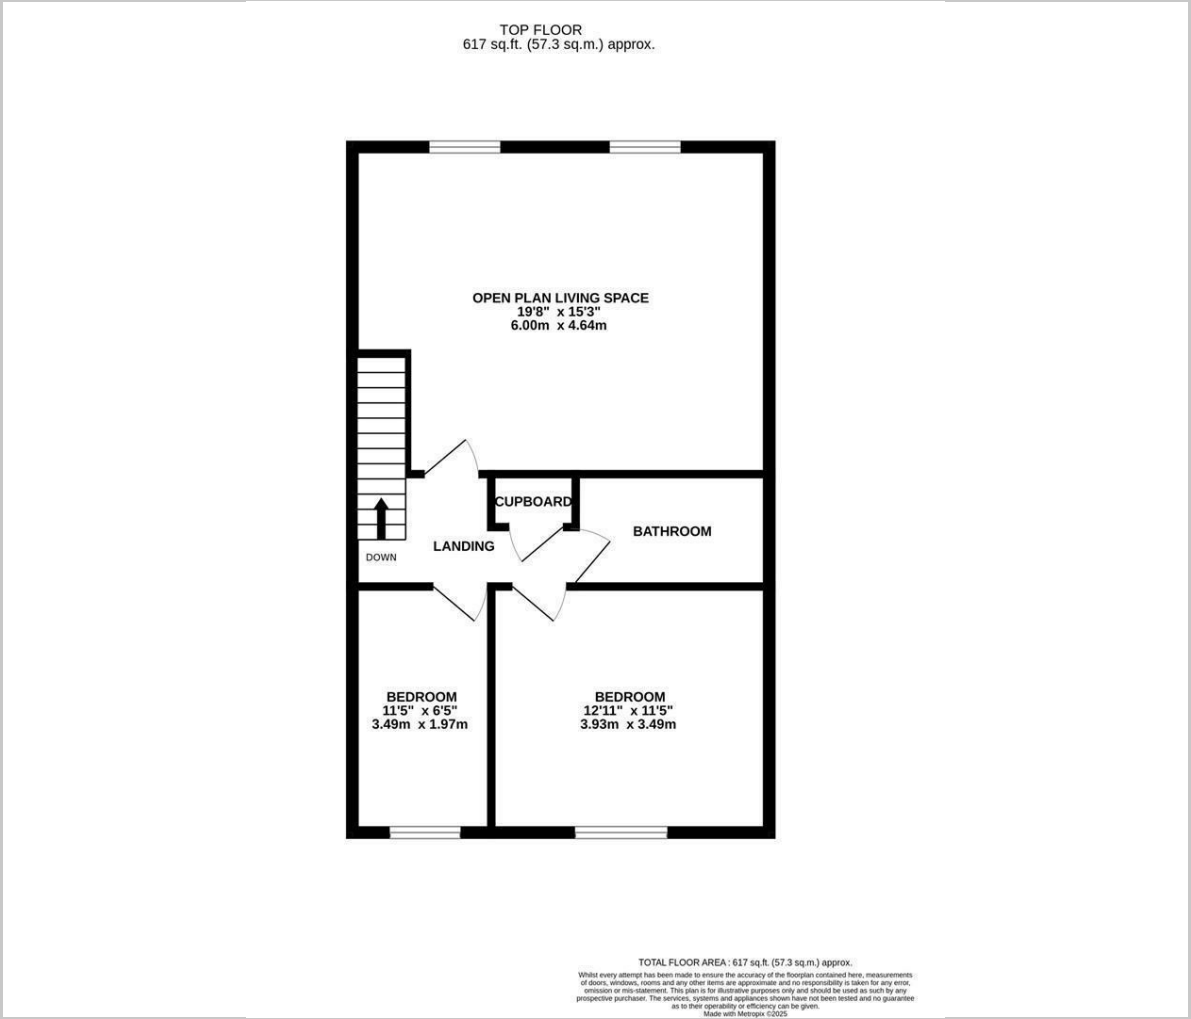 TOP FLOOR
617 sq.ft. (57.3 sq.m.) approx.
OPEN PLAN LIVING SPACE
19'8" x 15'3"
6.00m x 4.64m
CUPBOARD
BATHROOM
LANDING
DOWN
BEDROOM
11'5" x 6'5"
3.49m x 1.97m
BEDROOM
12'11" x 11'5"
3.93m x 3.49m
TOTAL FLOOR AREA : 617 sq.ft. (57.3 sq.m.) approx.
Whilst every attempt has been made to ensure the accuracy of the floorplan contained here, measurements
of doors, windows, rooms and any other items are approximate and no responsibility is taken for any error,
omission or mis-statement. This plan is for illustrative purposes only and should be used as such by any
prospective purchaser. The services, systems and appliances shown have not been tested and no guarantee
as to their operability or efficiency can be given.
Made with Metropix ©2025